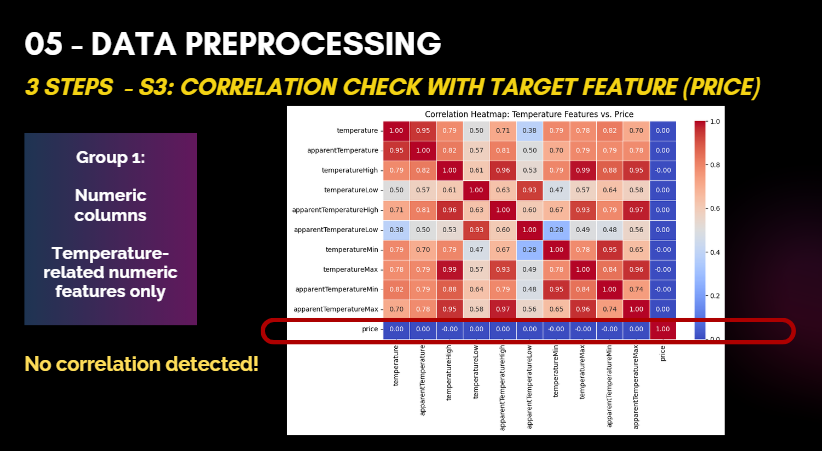 05 - DATA PREPROCESSING
3 STEPS - S3: CORRELATION CHECK WITH TARGET FEATURE (PRICE)
Group 1:
Numeric
columns
Temperature-
related numeric
features only
No correlation detected!
Correlation Heatmap: Temperature Features vs. Price
temperature 1.00 0.95 0.79 0.50 0.71 0.38 0.79 0.78 0.82 0.70 0.00
apparentTemperature 0.95 1.00 0.82 0.57 0.81 0.50 0.70 0.79 0.79 0.78 0.00
temperatureHigh 0.79 0.82 1.00 0.61 0.96 0.53 0.79 0.99 0.88 0.95 -0.00
temperatureLow 0.50 0.57 0.61 1.00 0.63 0.93 0.47 0.57 0.64 0.58 0.00
apparentTemperatureHigh 0.71 0.81 0.96 0.63 1.00 0.60 0.67 0.93 0.79 0.97 0.00
apparentTemperatureLow 0.38 0.50 0.53 0.93 0.60 1.00 0.28 0.49 0.48 0.56 0.00
temperatureMin 0.79 0.70 0.79 0.47 0.67 0.28 1.00 0.78 0.95 0.65 -0.00
temperatureMax 0.78 0.79 0.99 0.57 0.93 0.49 0.78 1.00 0.84 0.96 -0.00
apparentTemperatureMin 0.82 0.79 0.88 0.64 0.79 0.48 0.95 0.84 1.00 0.74 -0.00
apparentTemperatureMax 0.70 0.78 0.95 0.58 0.97 0.56 0.65 0.96 0.74 1.00 0.00
price 0.00 0.00 -0.00 0.00 0.00 0.00 -0.00 -0.00 -0.00 0.00 1.00
temperature
apparentTemperature
temperatureHigh
temperatureLow
apparentTemperatureHigh
apparentTemperatureLow
temperatureMin
temperatureMax
apparentTemperatureMin
apparentTemperatureMax
price
1.0
0.8
0.6
0.4
0.2
0.0